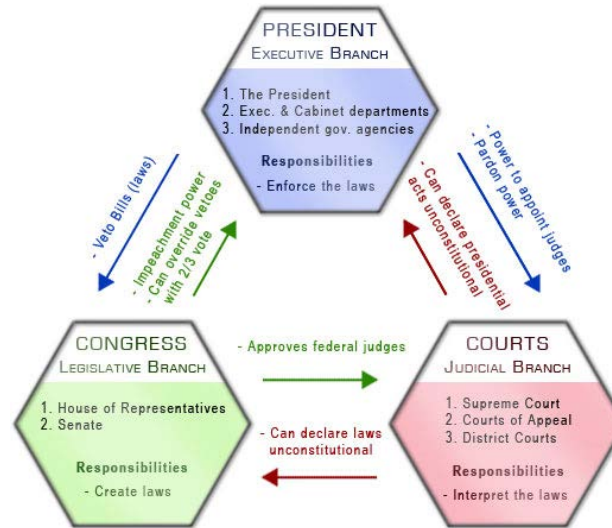 PRESIDENT
EXECUTIVE BRANCH
1. The President
2. Exec. & Cabinet departments
3. Independent gov. agencies
Responsibilities
- Enforce the laws
- Veto Bills (laws)
- Impeachment power
- Can override vetoes
with 2/3 vote
- Can declare presidential
acts unconstitutional
- Power to appoint judges
- Pardon power
CONGRESS
LEGISLATIVE BRANCH
1. House of Representatives
2. Senate
Responsibilities
- Create laws
- Approves federal judges
- Can declare laws
unconstitutional
COURTS
JUDICIAL BRANCH
1. Supreme Court
2. Courts of Appeal
3. District Courts
Responsibilities
- Interpret the laws